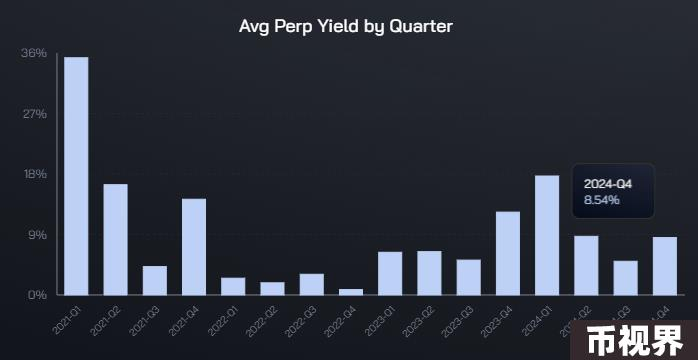 Avg Perp Yield by Quarter
36%
27%
18%
9%
0%
2024-Q4
8.54%
2021-Q1
2021-Q2
2021-Q3
2021-Q4
2022-Q1
2022-Q2
2022-Q3
2022-Q4
2023-Q1
2023-Q2
2023-Q3
2023-Q4
2024-Q1
币视界